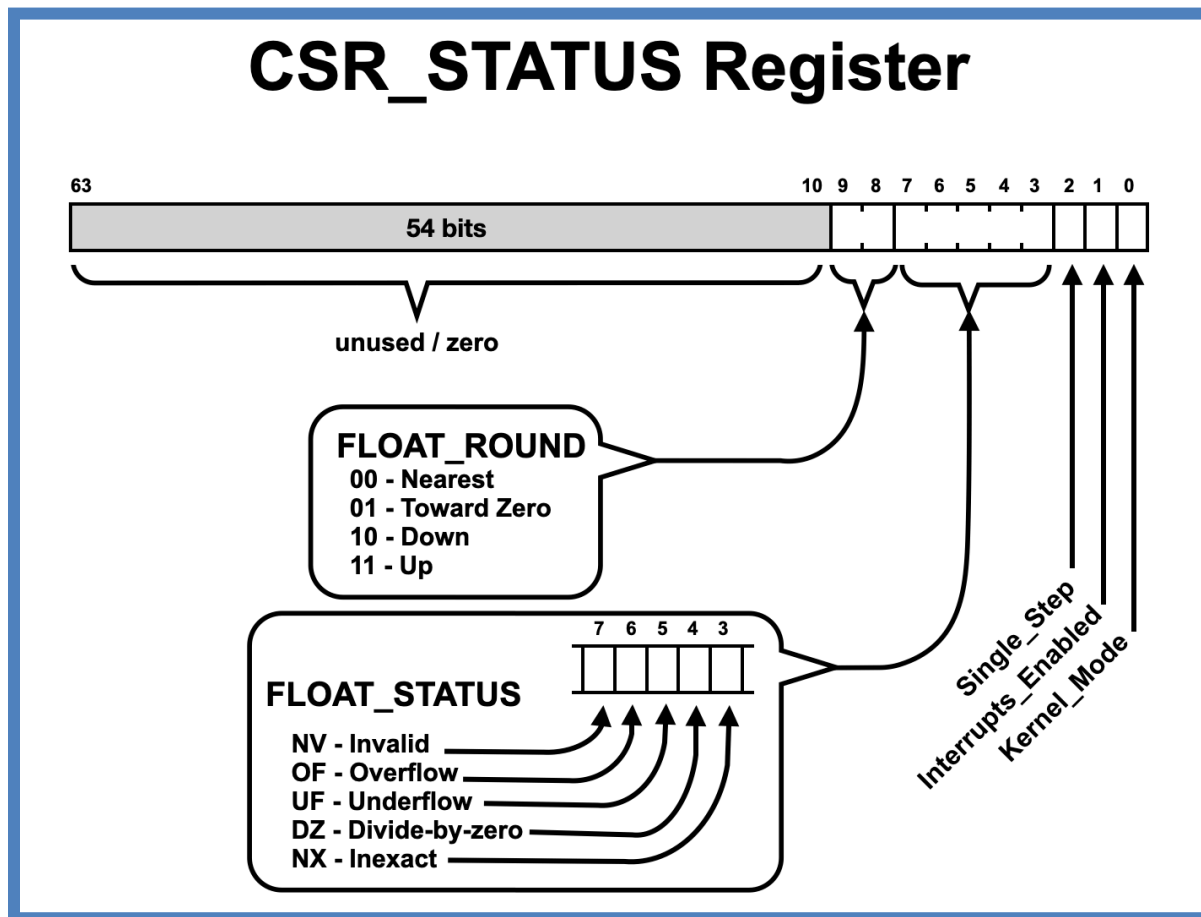 CSR_STATUS Register
63 10 9 8 7 6 5 4 3 2 1 0
54 bits
unused / zero
FLOAT_ROUND
00 - Nearest
01 - Toward Zero
10 - Down
11 - Up
7 6 5 4 3
FLOAT_STATUS
NV - Invalid
OF - Overflow
UF - Underflow
DZ - Divide-by-zero
NX - Inexact
Single_Step
Interrupts_Enabled
Kernel_Mode